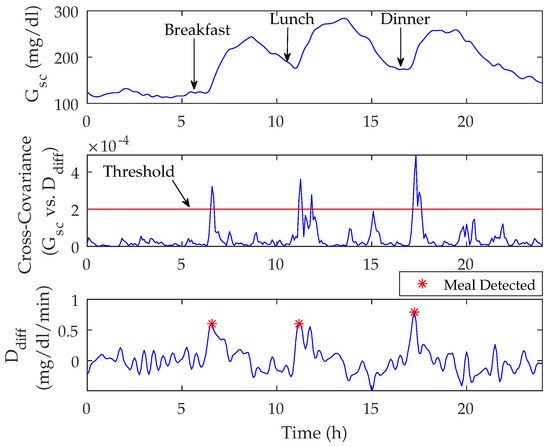 G_sc (mg/dl)
300
200
100
Breakfast
Lunch
Dinner
0
5
10
15
20
×10^-4
Cross-Covariance
(G_sc vs. D_diff)
4
2
0
Threshold
0
5
10
15
20
Meal Detected
D_diff
(mg/dl/min)
1
0.5
0
0
5
10
15
20
Time (h)